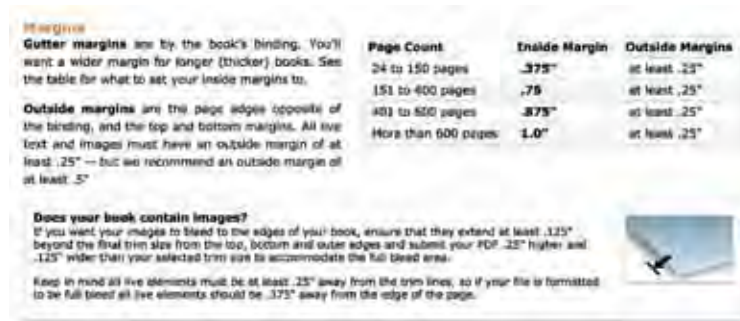 Margins
Gutter margins are by the book's binding. You'll
want a wider margin for longer (thicker) books. See
the table for what to set your inside margins to.
Outside margins are the page edges opposite of
the binding, and the top and bottom margins. All live
text and images must have an outside margin of at
least .25" — but we recommend an outside margin of
at least .5"
Page Count Inside Margin Outside Margins
24 to 150 pages .375" at least .25"
151 to 400 pages .75 at least .25"
401 to 600 pages .875" at least .25"
More than 600 pages 1.0" at least .25"
Does your book contain images?
If you want your images to bleed to the edges of your book, ensure that they extend at least .125"
beyond the final trim size from the top, bottom and outer edges and submit your PDF .25" higher and
.125" wider than your selected trim size to accommodate the full bleed area.
Keep in mind all live elements must be at least .25" away from the trim lines, so if your file is formatted
to be full bleed all live elements should be .375" away from the edge of the page.